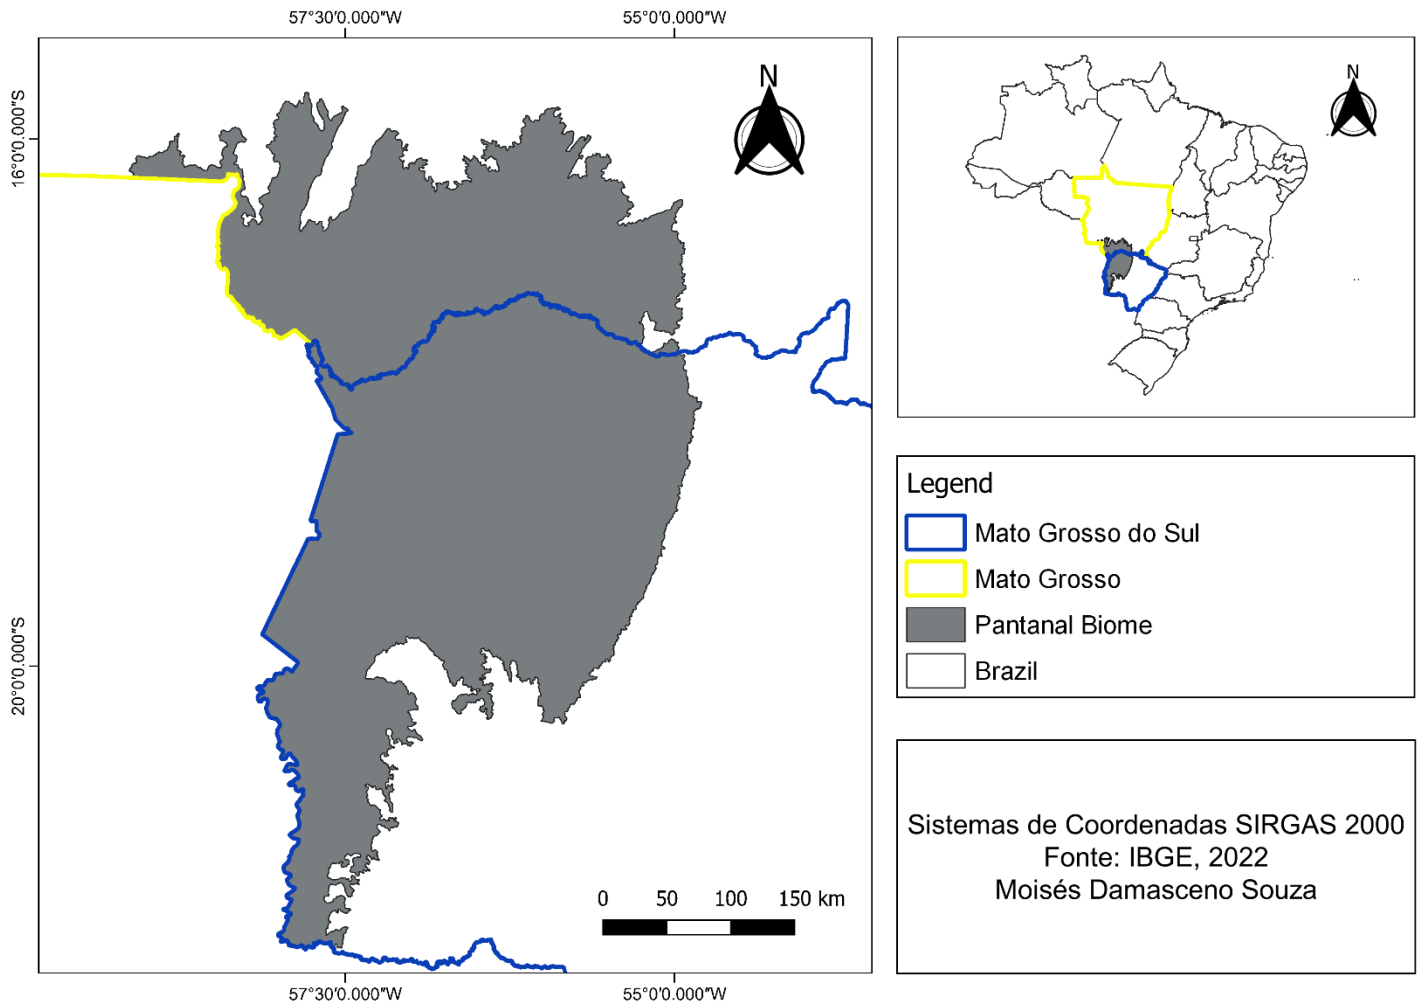 57°30'0.000"W 55°0'0.000"W
16°0'0.000"S
20°0'0.000"S
N
0 50 100 150 km
57°30'0.000"W 55°0'0.000"W
N
Legend
Mato Grosso do Sul
Mato Grosso
Pantanal Biome
Brazil
Sistemas de Coordenadas SIRGAS 2000
Fonte: IBGE, 2022
Moisés Damasceno Souza